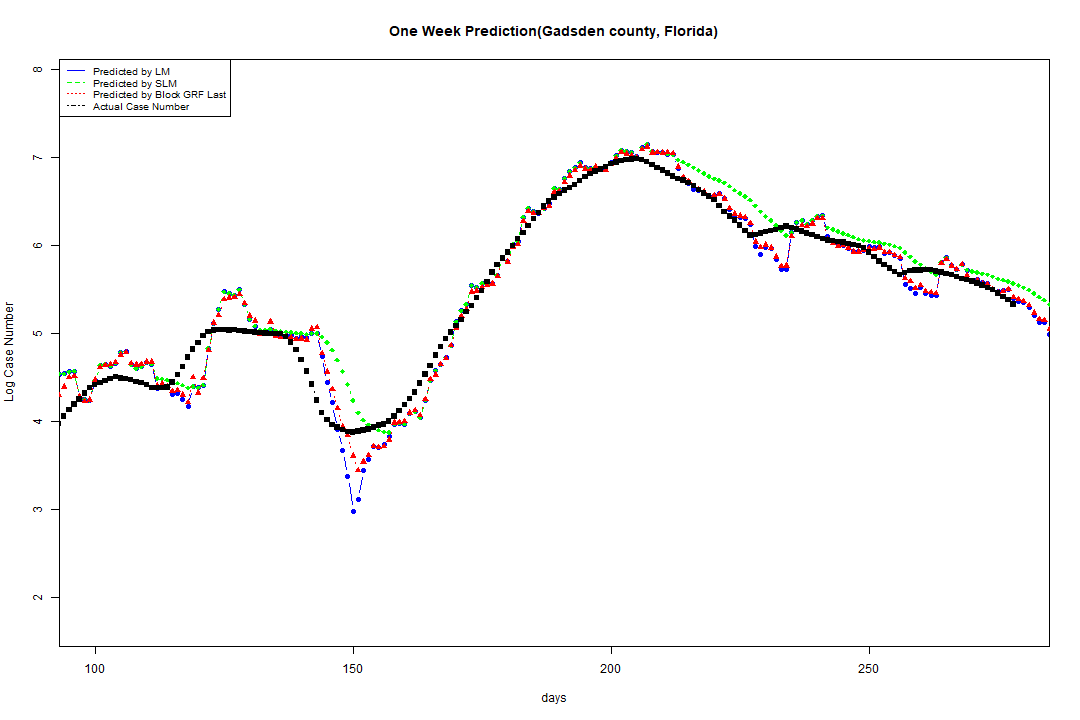 One Week Prediction(Gadsden county, Florida)
Predicted by LM
Predicted by SLM
Predicted by Block GRF Last
Actual Case Number
8
7
6
5
4
3
2
Log Case Number
100 150 200 250
days